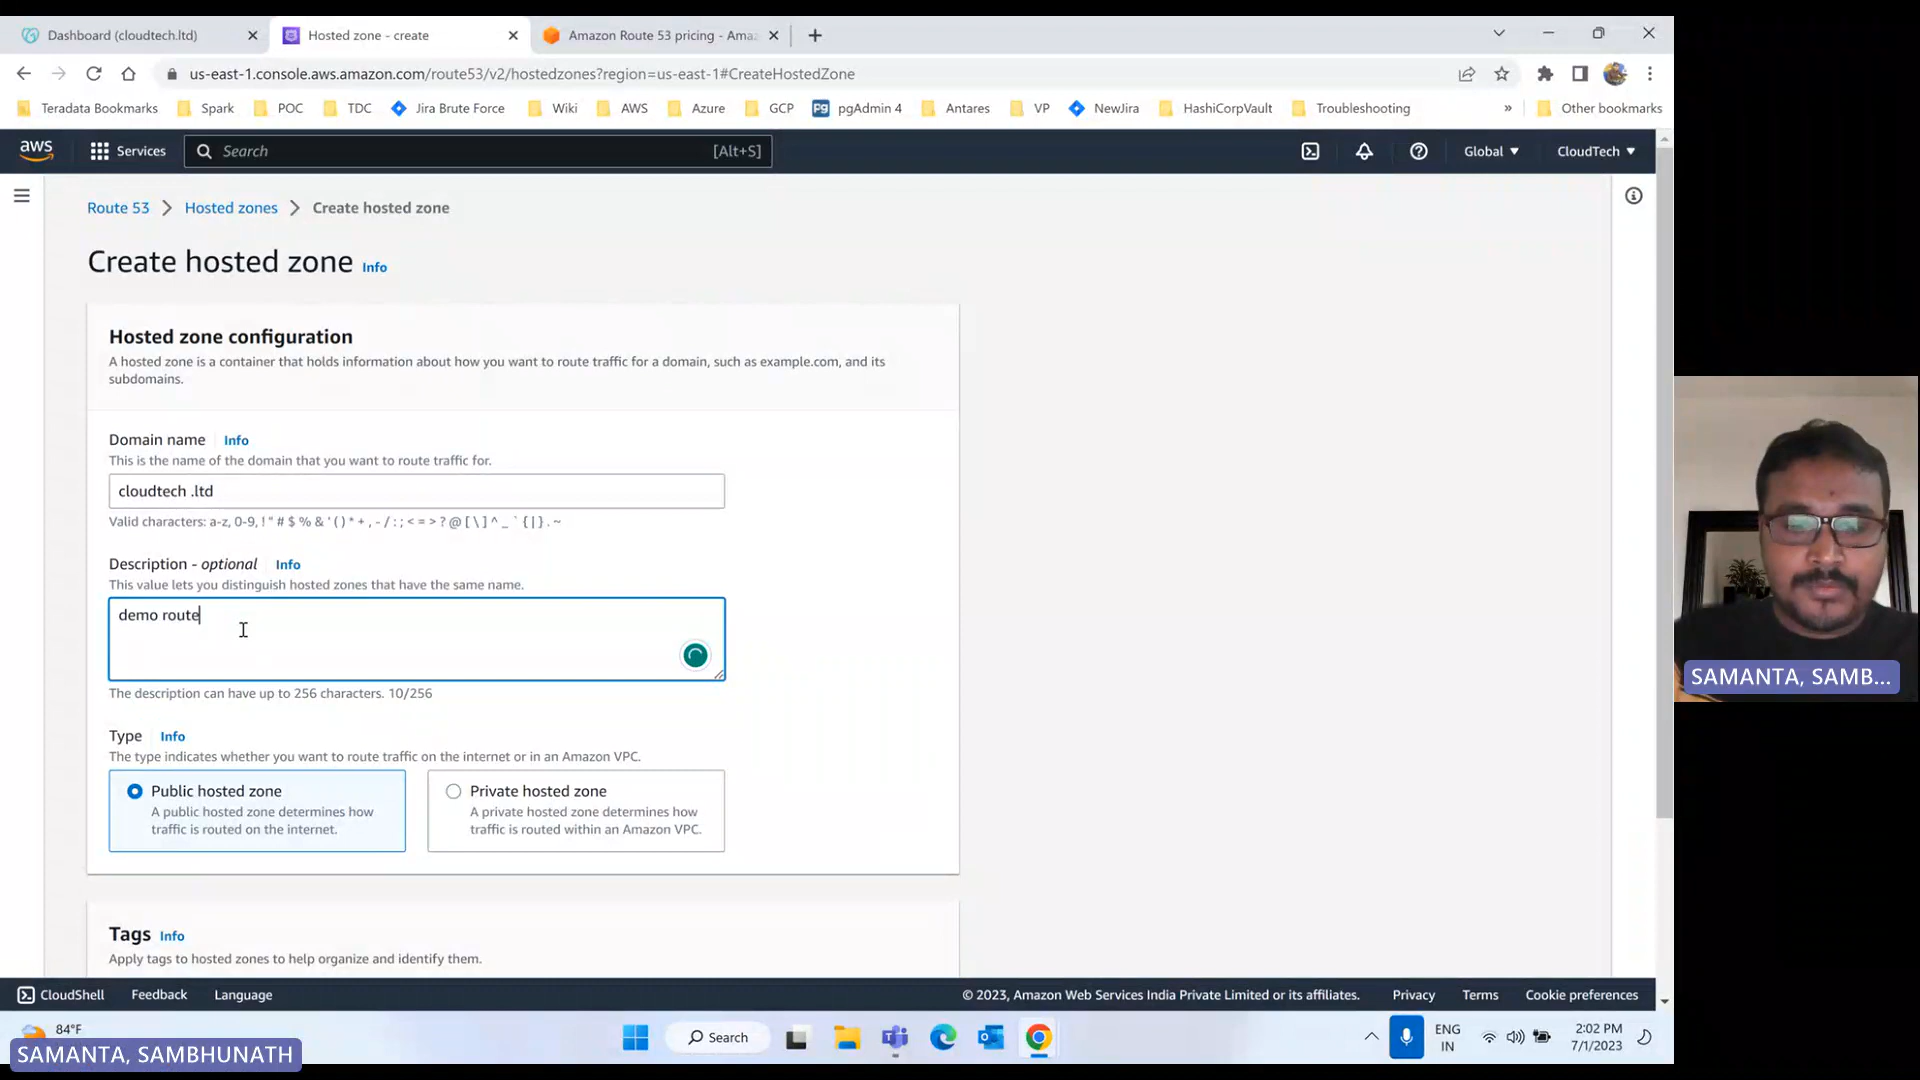 Dashboard (cloudtech.ltd)
Hosted zone - create
Amazon Route 53 pricing - Ama
us-east-1.console.aws.amazon.com/route53/v2/hostedzones?region=us-east-1#CreateHostedZone
Teradata Bookmarks
Spark
POC
TDC
Jira Brute Force
Wiki
AWS
Azure
GCP
Pg pgAdmin 4
Antares
VP
NewJira
HashiCorpVault
Troubleshooting
»
Other bookmarks
aws
Services
Search
[Alt+S]
Global
CloudTech
Route 53
Hosted zones
Create hosted zone
Create hosted zone Info
Hosted zone configuration
A hosted zone is a container that holds information about how you want to route traffic for a domain, such as example.com, and its
subdomains.
Domain name Info
This is the name of the domain that you want to route traffic for.
cloudtech .ltd
Valid characters: a-z, 0-9, ! " # $ % & ' ( ) * + , - / : ; < = > ? @ [ \ ] ^ _ ` { | } . ~
Description - optional Info
This value lets you distinguish hosted zones that have the same name.
demo route
The description can have up to 256 characters. 10/256
Type Info
The type indicates whether you want to route traffic on the internet or in an Amazon VPC.
Public hosted zone
A public hosted zone determines how
traffic is routed on the internet.
Private hosted zone
A private hosted zone determines how
traffic is routed within an Amazon VPC.
Tags Info
Apply tags to hosted zones to help organize and identify them.
CloudShell
Feedback
Language
© 2023, Amazon Web Services India Private Limited or its affiliates.
Privacy
Terms
Cookie preferences
84°F
Search
ENG
IN
2:02 PM
7/1/2023
SAMANTA, SAMBHUNATH
SAMANTA, SAMB...